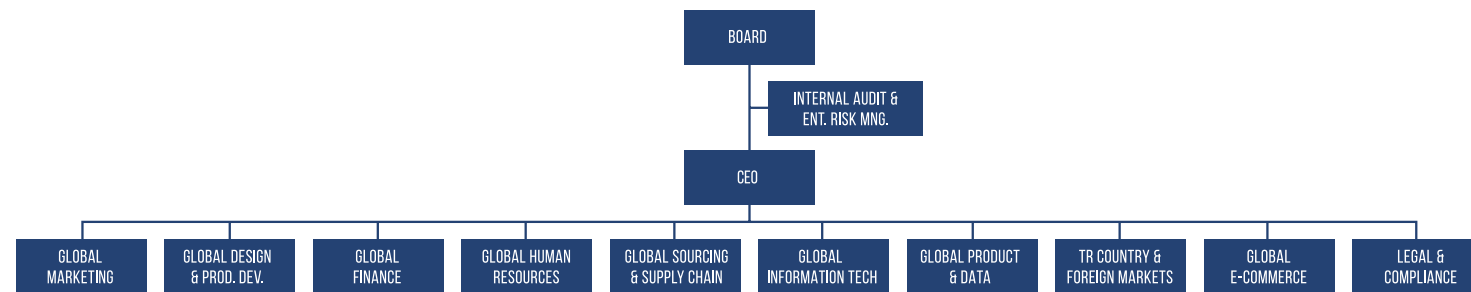 BOARD
INTERNAL AUDIT &
ENT. RISK MNG.
CEO
GLOBAL
MARKETING
GLOBAL DESIGN
& PROD. DEV.
GLOBAL
FINANCE
GLOBAL HUMAN
RESOURCES
GLOBAL SOURCING
& SUPPLY CHAIN
GLOBAL
INFORMATION TECH
GLOBAL PRODUCT
& DATA
TR COUNTRY &
FOREIGN MARKETS
GLOBAL
E-COMMERCE
LEGAL &
COMPLIANCE